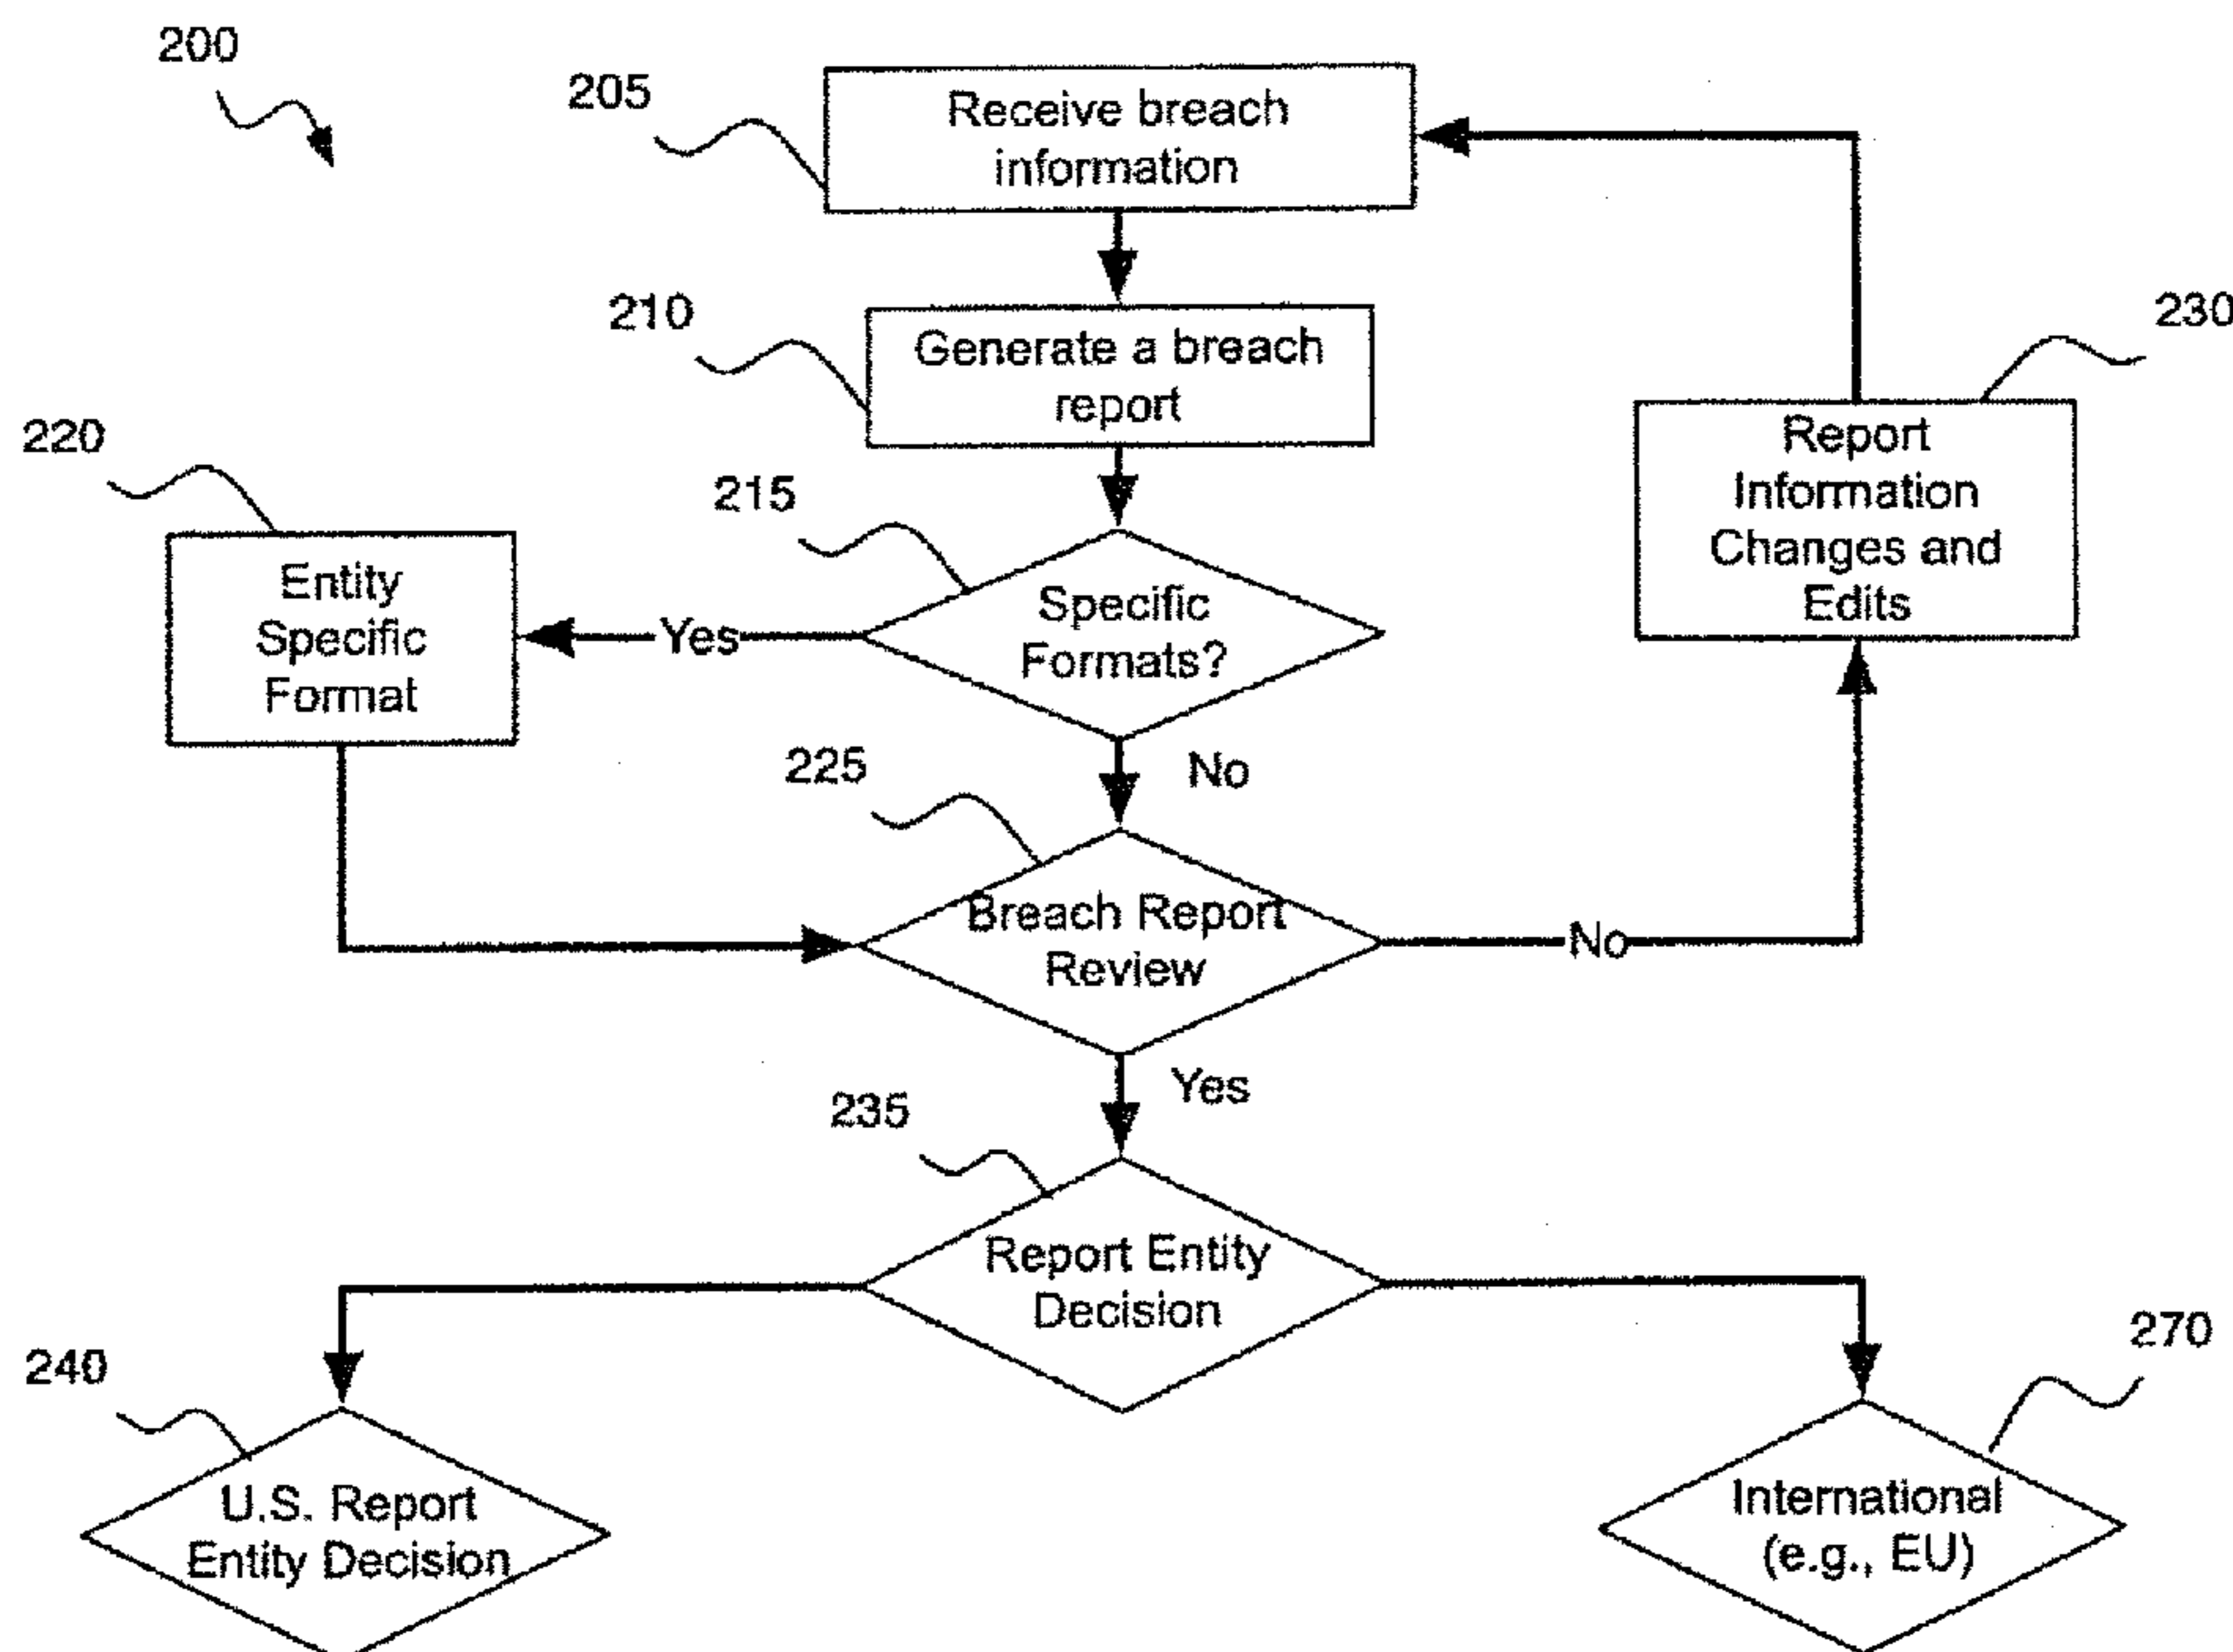 200
205
Receive breach
information
210
Generate a breach
report
230
Report
Information
Changes and
Edits
220
Entity
Specific
Format
215
Specific
Formats?
Yes
No
225
Breach Report
Review
No
Yes
235
Report Entity
Decision
240
U.S. Report
Entity Decision
270
International
(e.g., EU)